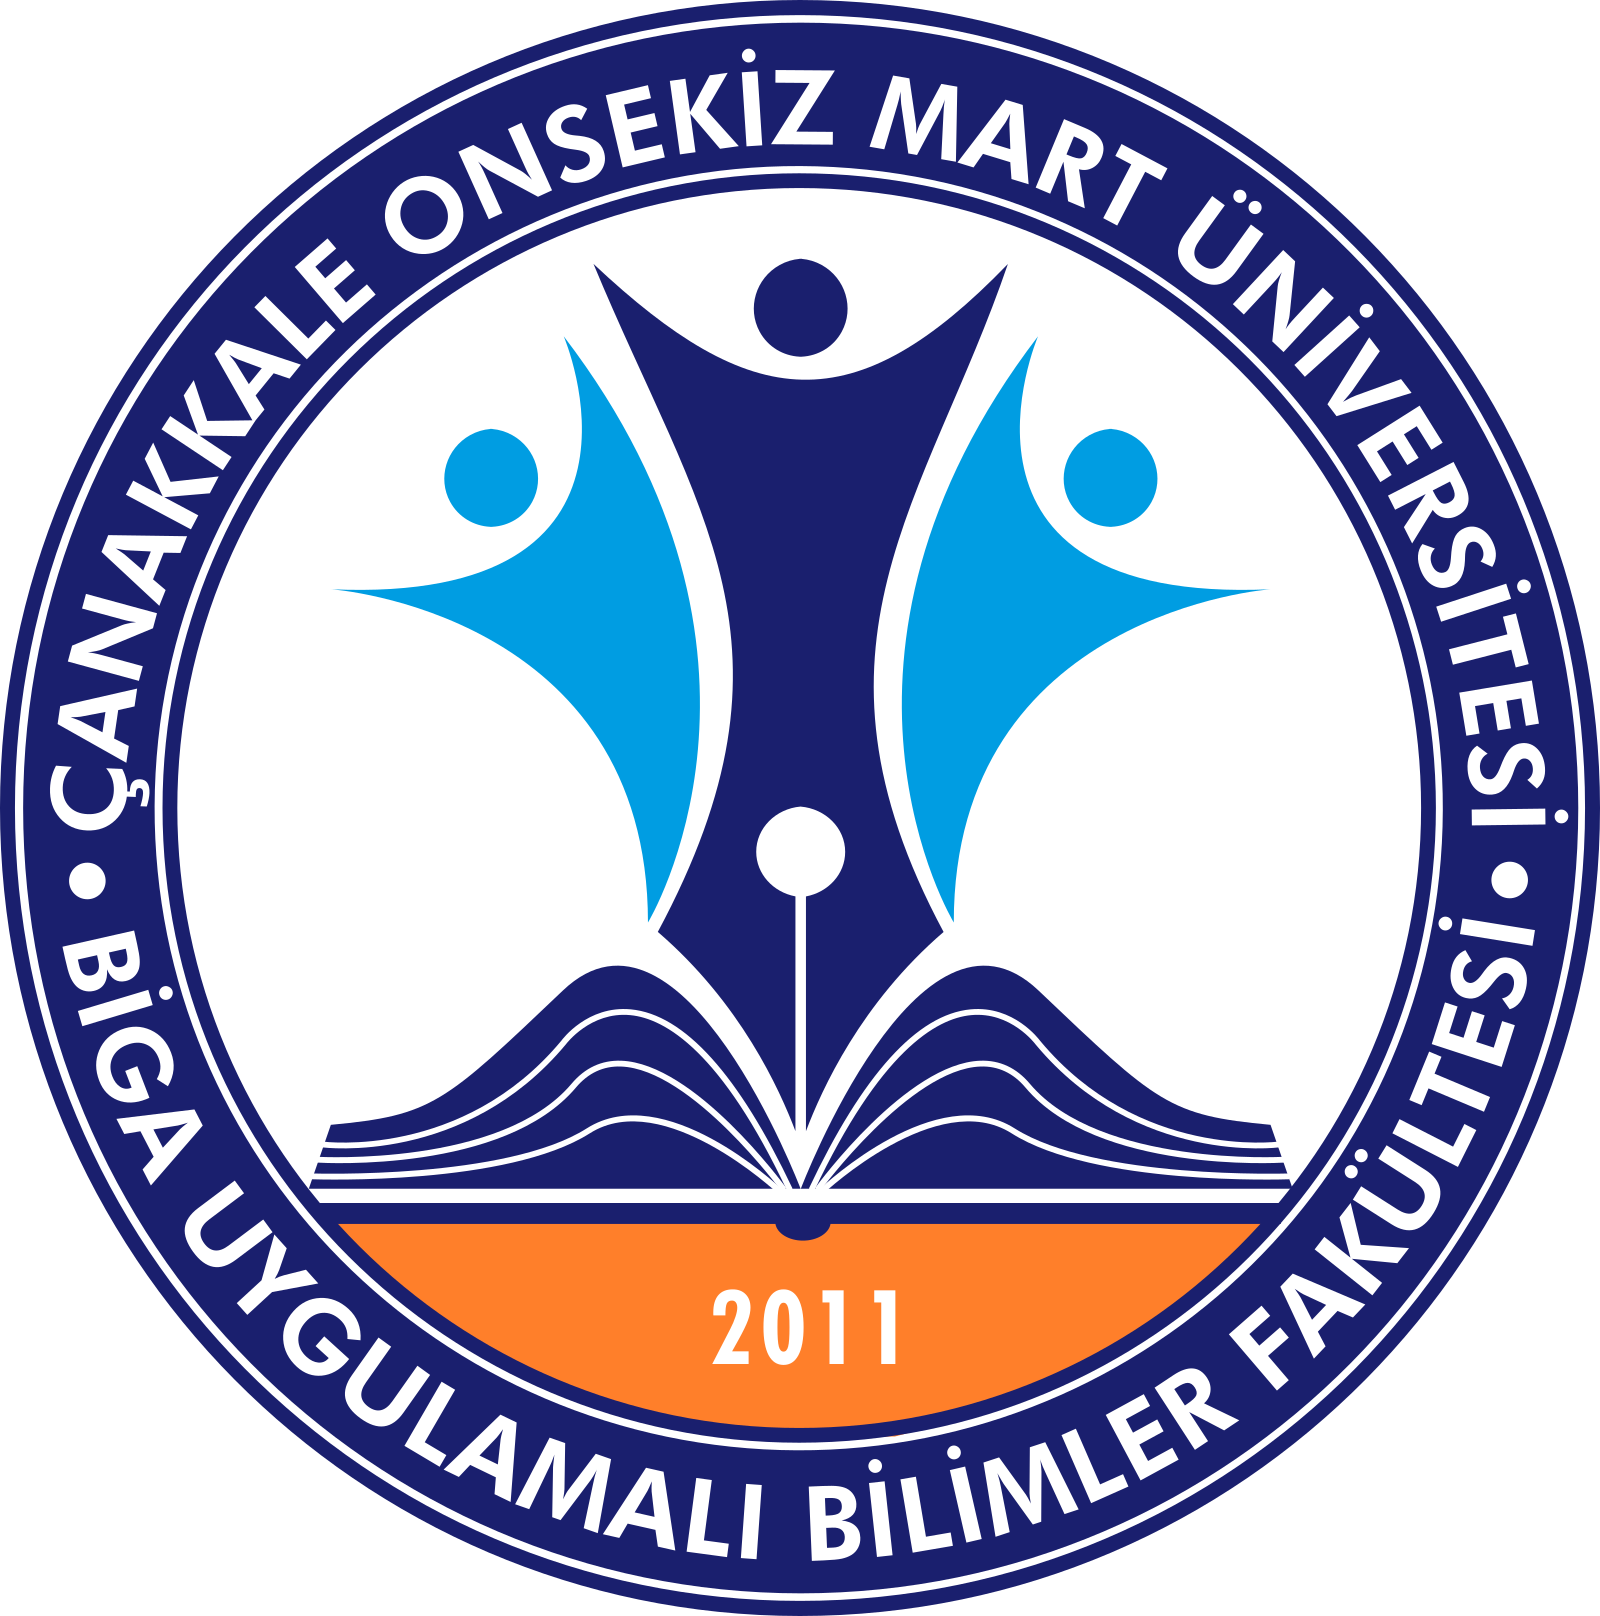 ÇANAKKALE ONSEKİZ MART ÜNİVERSİTESİ
• BİGA UYGULAMALI BİLİMLER FAKÜLTESİ •
2011